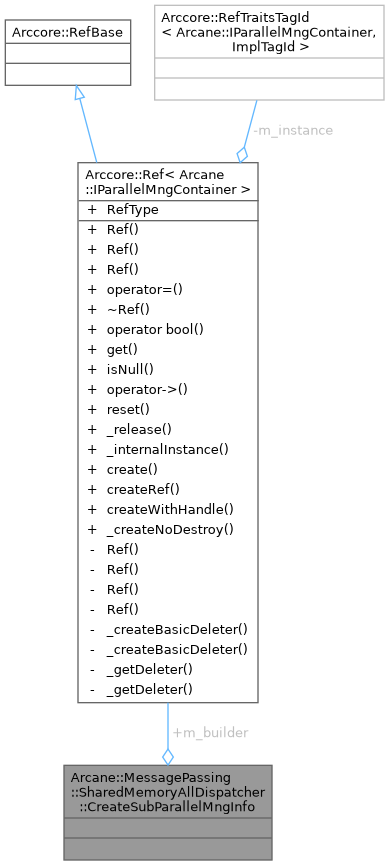 Arccore::RefBase
Arccore::RefTraitsTagId
< Arcane::IParallelMngContainer,
ImplTagId >
-m_instance
Arccore::Ref< Arcane
::IParallelMngContainer >
+ RefType
+ Ref()
+ Ref()
+ Ref()
+ operator=()
+ ~Ref()
+ operator bool()
+ get()
+ isNull()
+ operator->()
+ reset()
+ _release()
+ _internalInstance()
+ create()
+ createRef()
+ createWithHandle()
+ _createNoDestroy()
- Ref()
- Ref()
- Ref()
- Ref()
- _createBasicDeleter()
- _createBasicDeleter()
- _getDeleter()
- _getDeleter()
+m_builder
Arcane::MessagePassing
::SharedMemoryAllDispatcher
::CreateSubParallelMngInfo